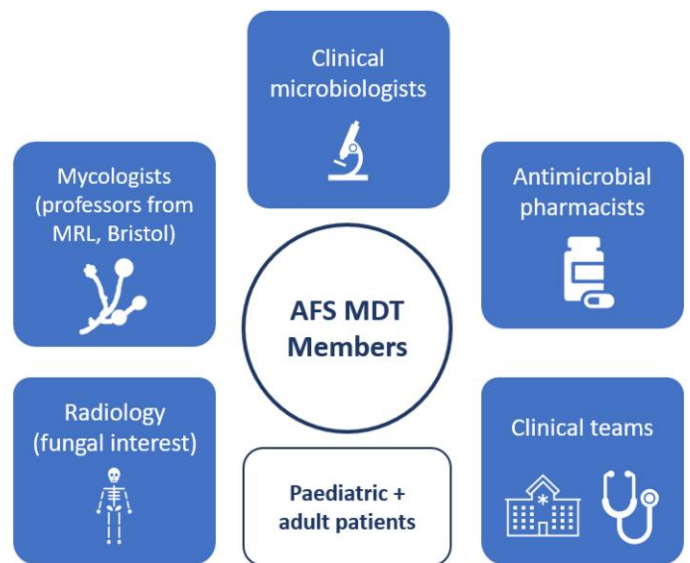 Clinical
microbiologists
Mycologists
(professors from
MRL, Bristol)
Antimicrobial
pharmacists
AFS MDT
Members
Radiology
(fungal interest)
Clinical teams
Paediatric +
adult patients